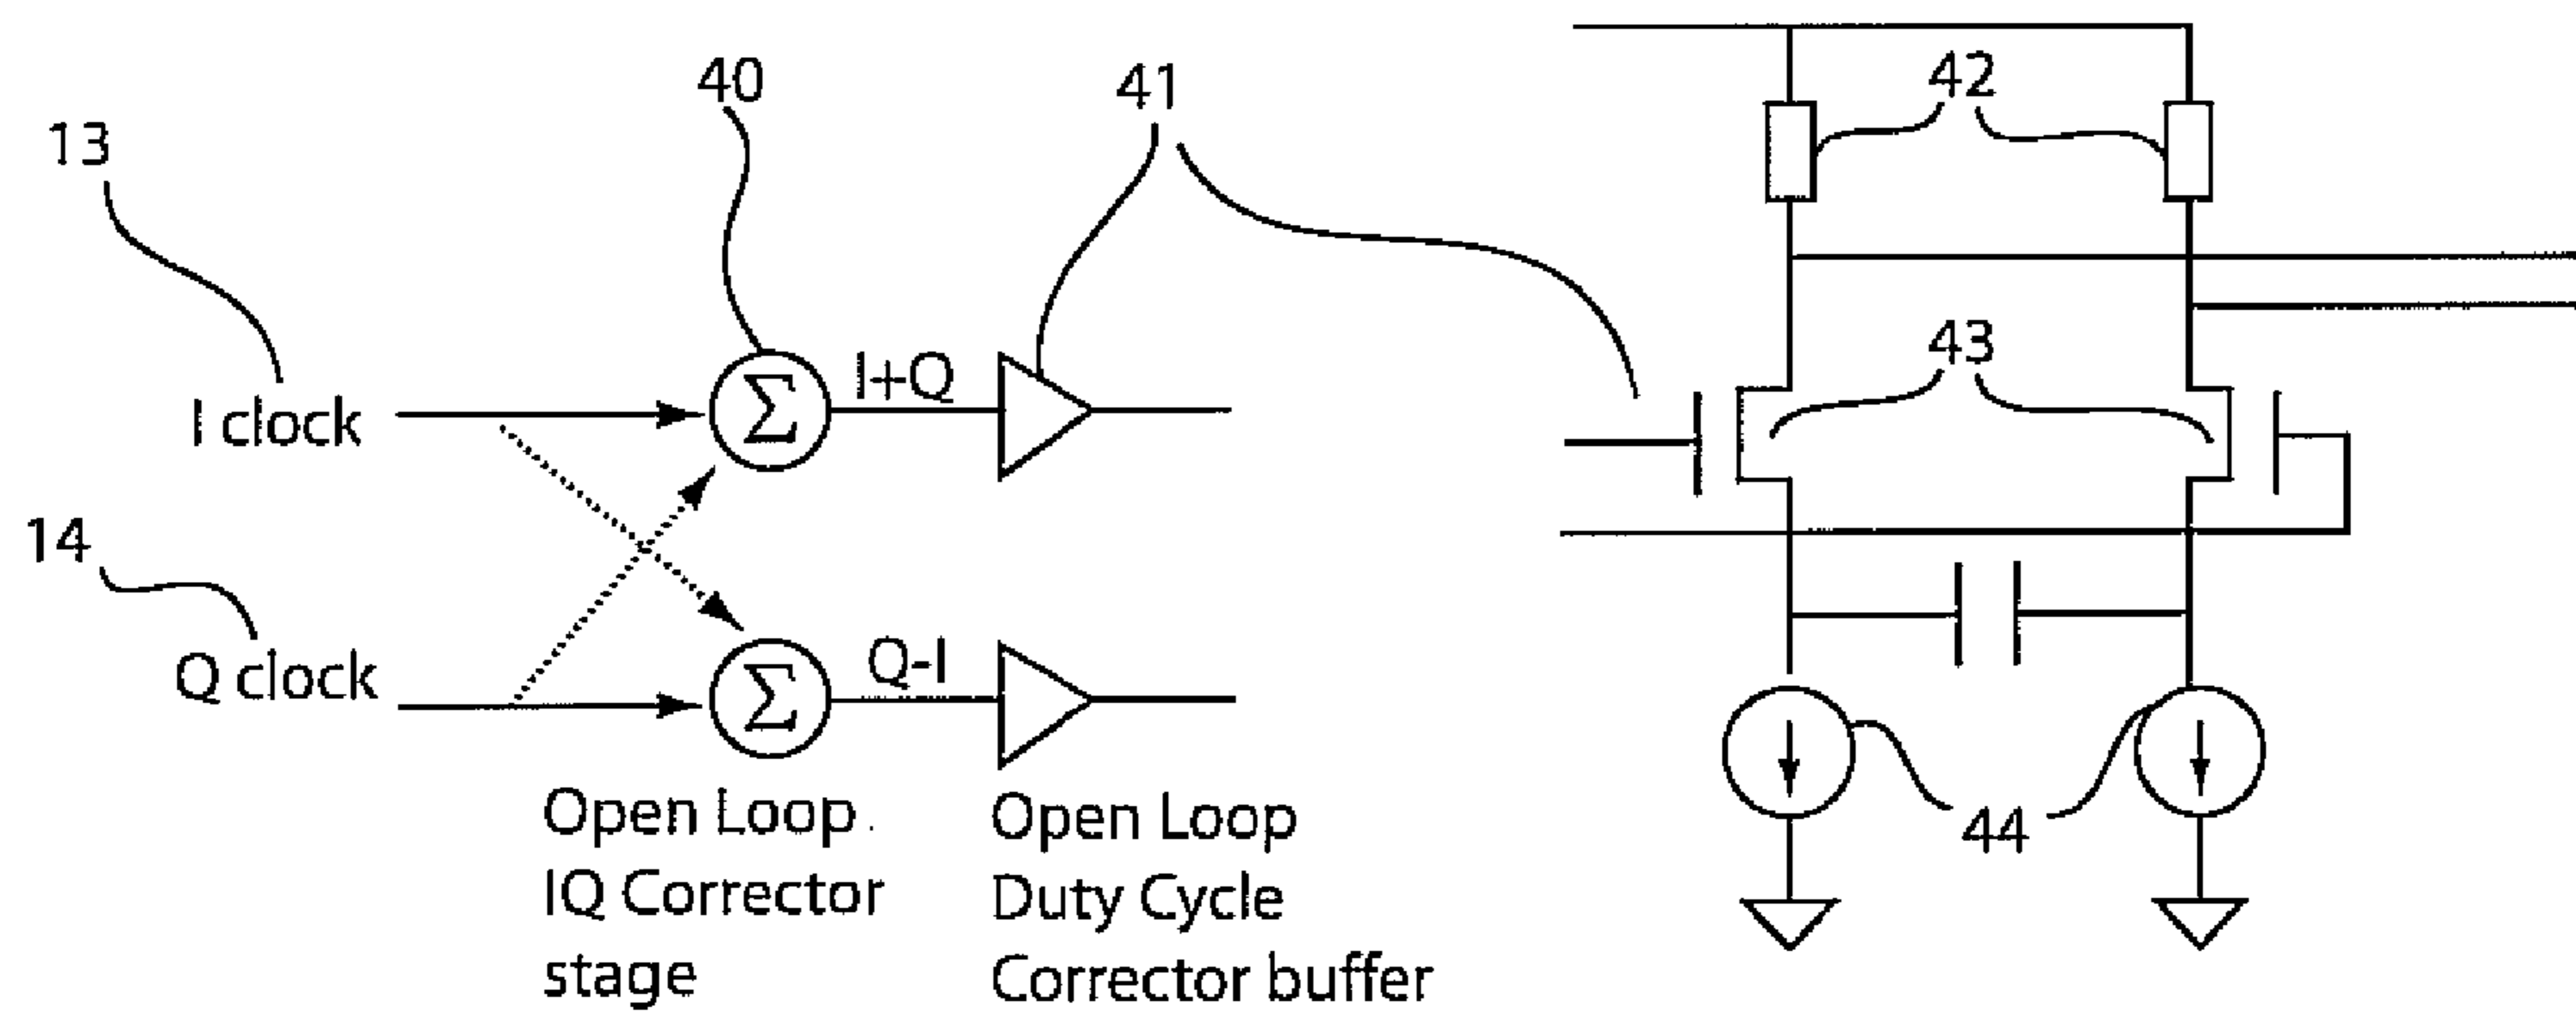 40
41
42
13
I+Q
43
Σ
I clock
14
Q-I
Q clock
Σ
44
Open Loop
IQ Corrector
stage
Open Loop
Duty Cycle
Corrector buffer